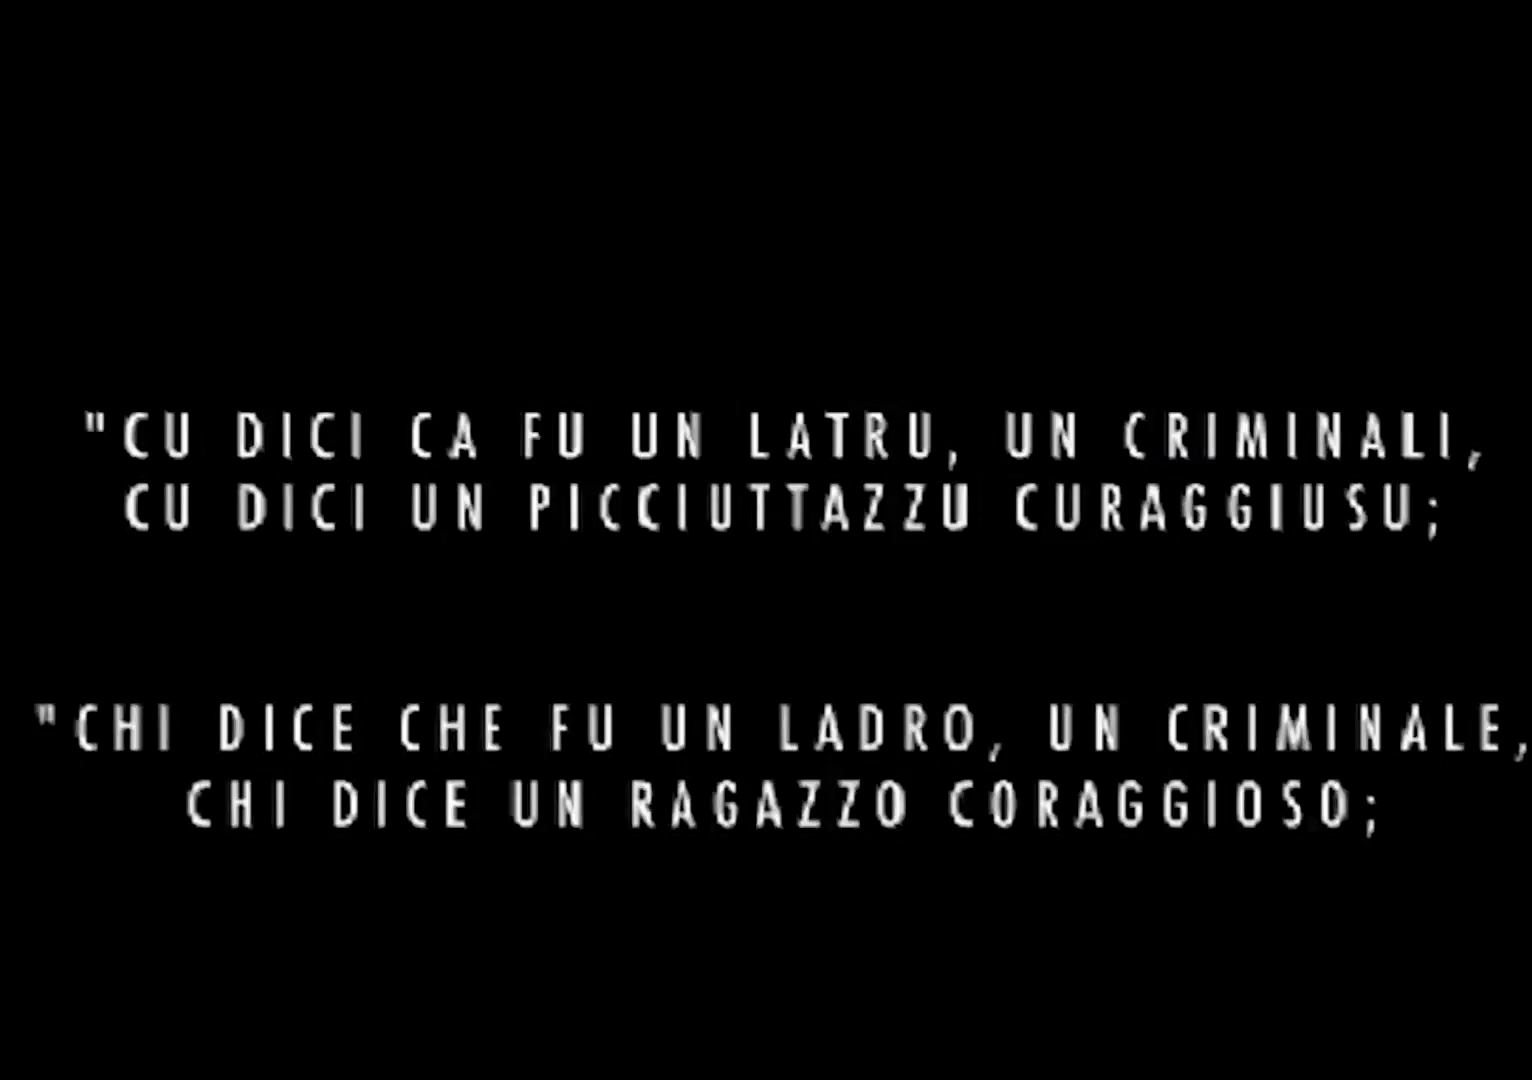 "CU DICI CA FU UN LATRU, UN CRIMINALI,
CU DICI UN PICCIUTTAZZU CURAGGIUSU;
"CHI DICE CHE FU UN LADRO, UN CRIMINALE,
CHI DICE UN RAGAZZO CORAGGIOSO;